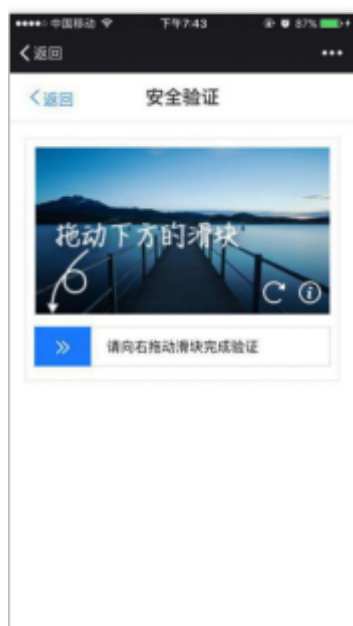 中国移动 下午7:43 87%
返回
返回 安全验证
拖动下方的滑块
请向右拖动滑块完成验证